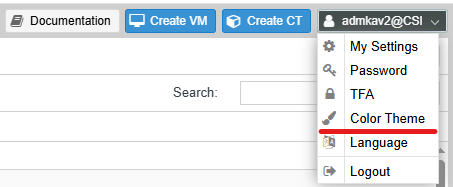 Documentation
Create VM
Create CT
admkav2@CSI
My Settings
Search:
Password
TFA
Color Theme
Language
Logout